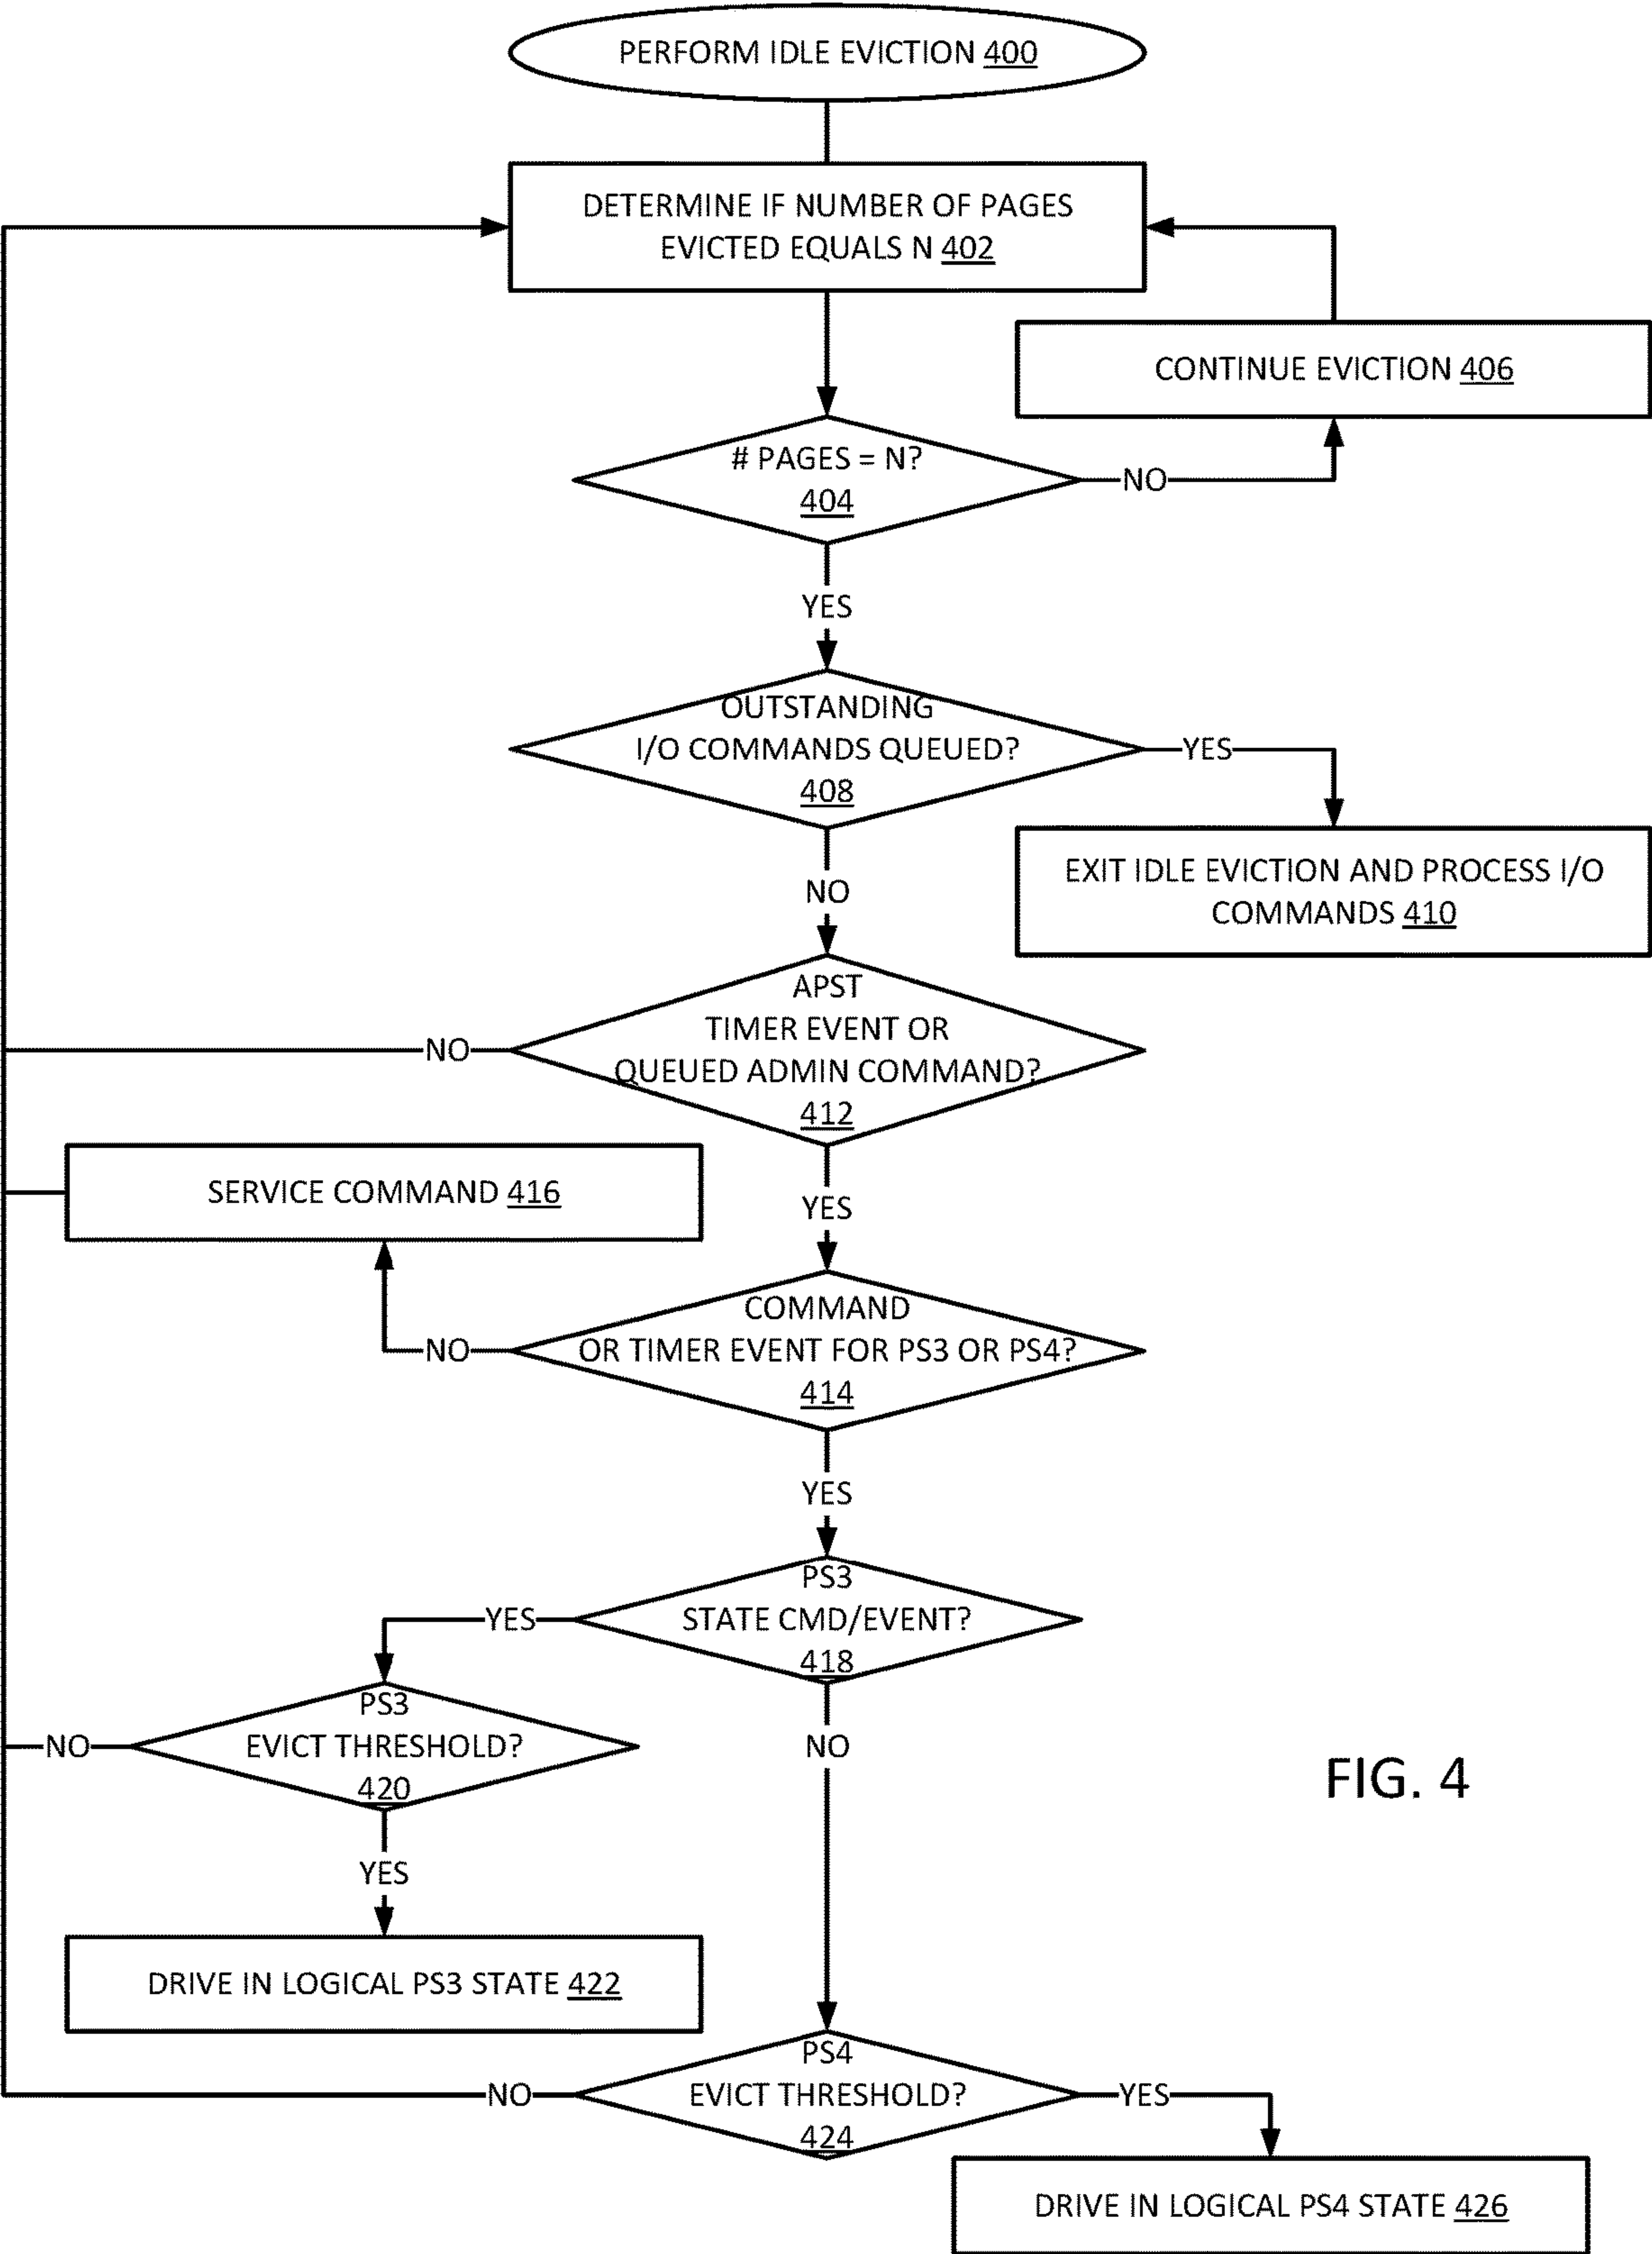 PERFORM IDLE EVICTION 400
DETERMINE IF NUMBER OF PAGES
EVICTED EQUALS N 402
CONTINUE EVICTION 406
# PAGES = N?
404
NO
YES
OUTSTANDING
I/O COMMANDS QUEUED?
408
YES
NO
EXIT IDLE EVICTION AND PROCESS I/O
COMMANDS 410
APST
TIMER EVENT OR
QUEUED ADMIN COMMAND?
412
NO
YES
SERVICE COMMAND 416
COMMAND
OR TIMER EVENT FOR PS3 OR PS4?
414
NO
YES
PS3
STATE CMD/EVENT?
418
YES
NO
PS3
EVICT THRESHOLD?
420
NO
YES
FIG. 4
DRIVE IN LOGICAL PS3 STATE 422
PS4
EVICT THRESHOLD?
424
NO
YES
DRIVE IN LOGICAL PS4 STATE 426